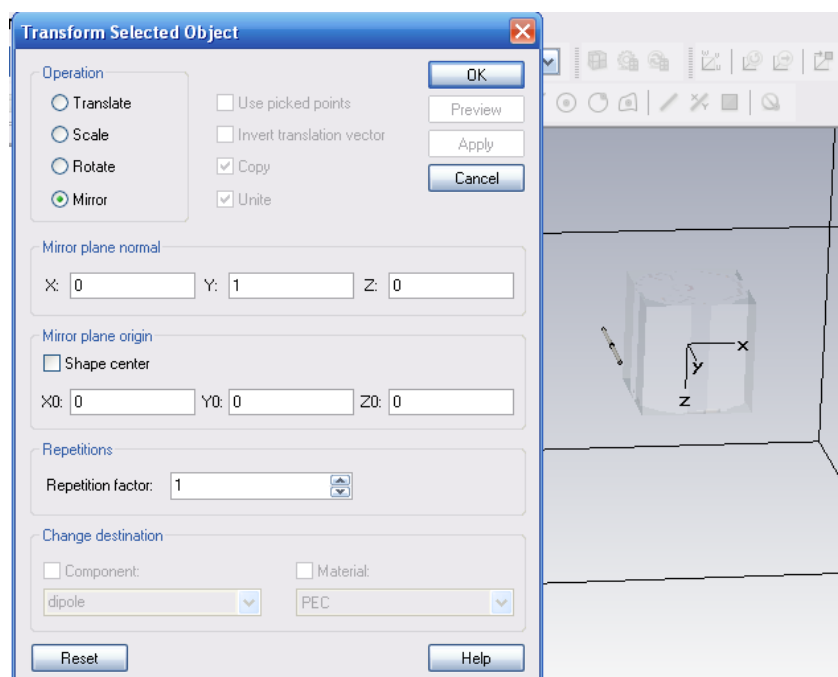 Transform Selected Object
Operation
Translate
Scale
Rotate
Mirror
Use picked points
Invert translation vector
Copy
Unite
OK
Preview
Apply
Cancel
Mirror plane normal
X: 0 Y: 1 Z: 0
Mirror plane origin
Shape center
X0: 0 Y0: 0 Z0: 0
Repetitions
Repetition factor: 1
Change destination
Component: Material:
dipole PEC
Reset Help
x
y
z